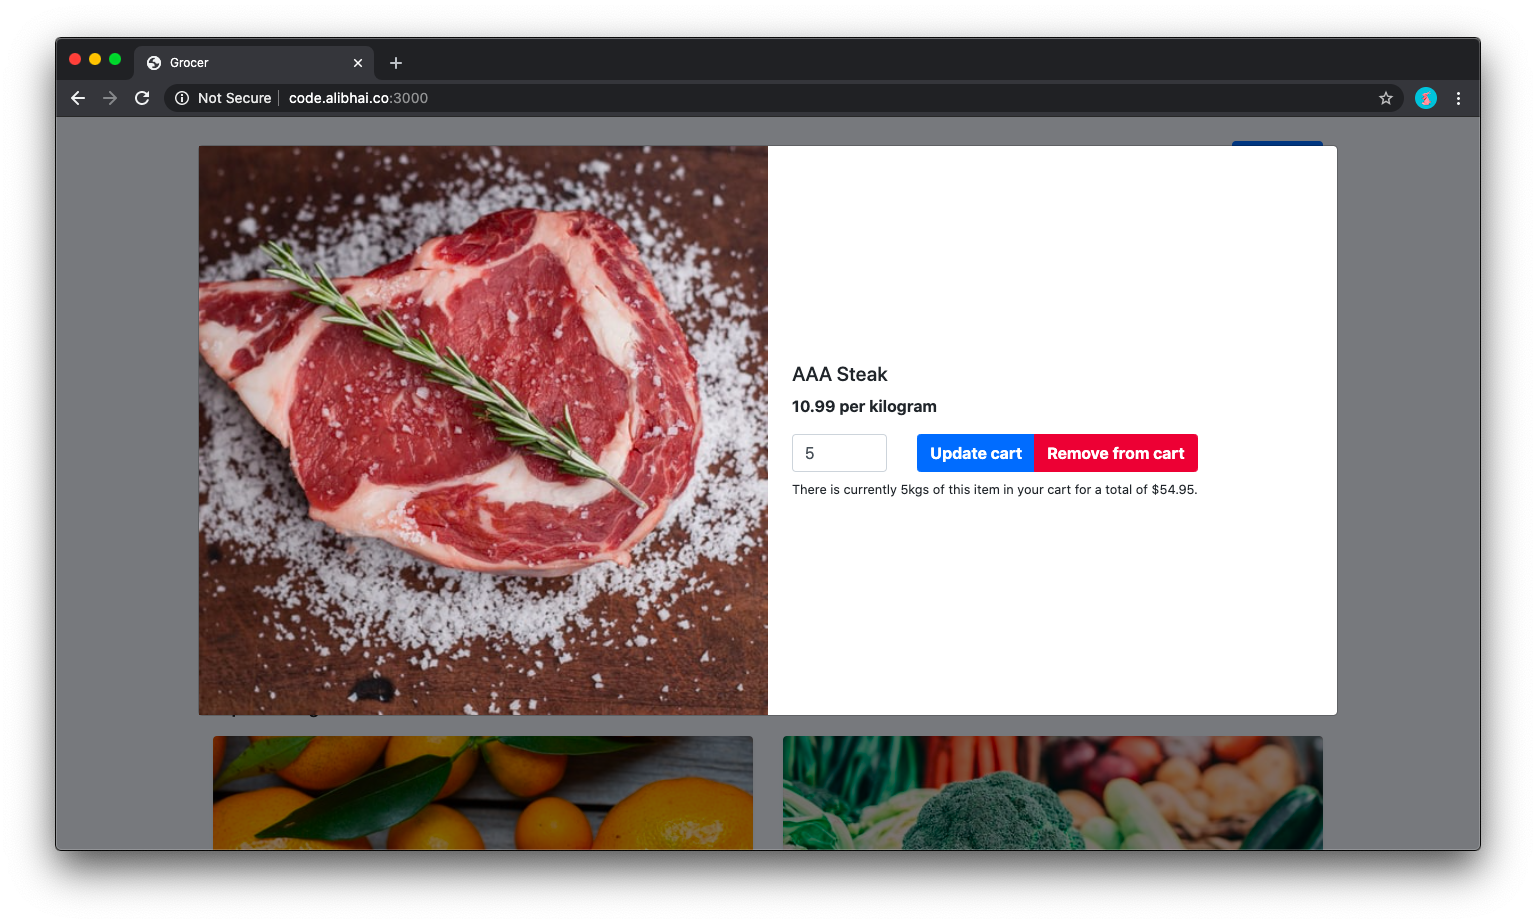 Grocer
Not Secure
code.alibhai.co:3000
AAA Steak
10.99 per kilogram
5
Update cart
Remove from cart
There is currently 5kgs of this item in your cart for a total of $54.95.